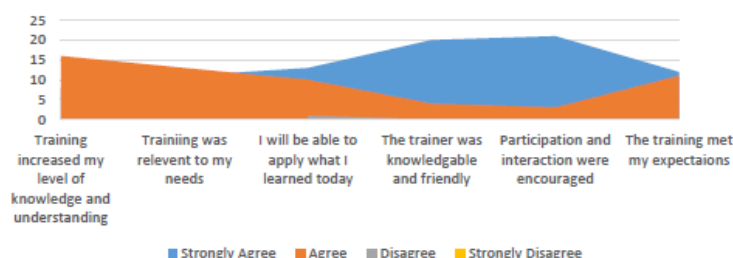 25
20
15
10
5
0
Training increased my level of knowledge and understanding
Trainiing was relevent to my needs
I will be able to apply what I learned today
The trainer was knowledgable and friendly
Participation and interaction were encouraged
The training met my expectaions
Strongly Agree Agree Disagree Strongly Disagree